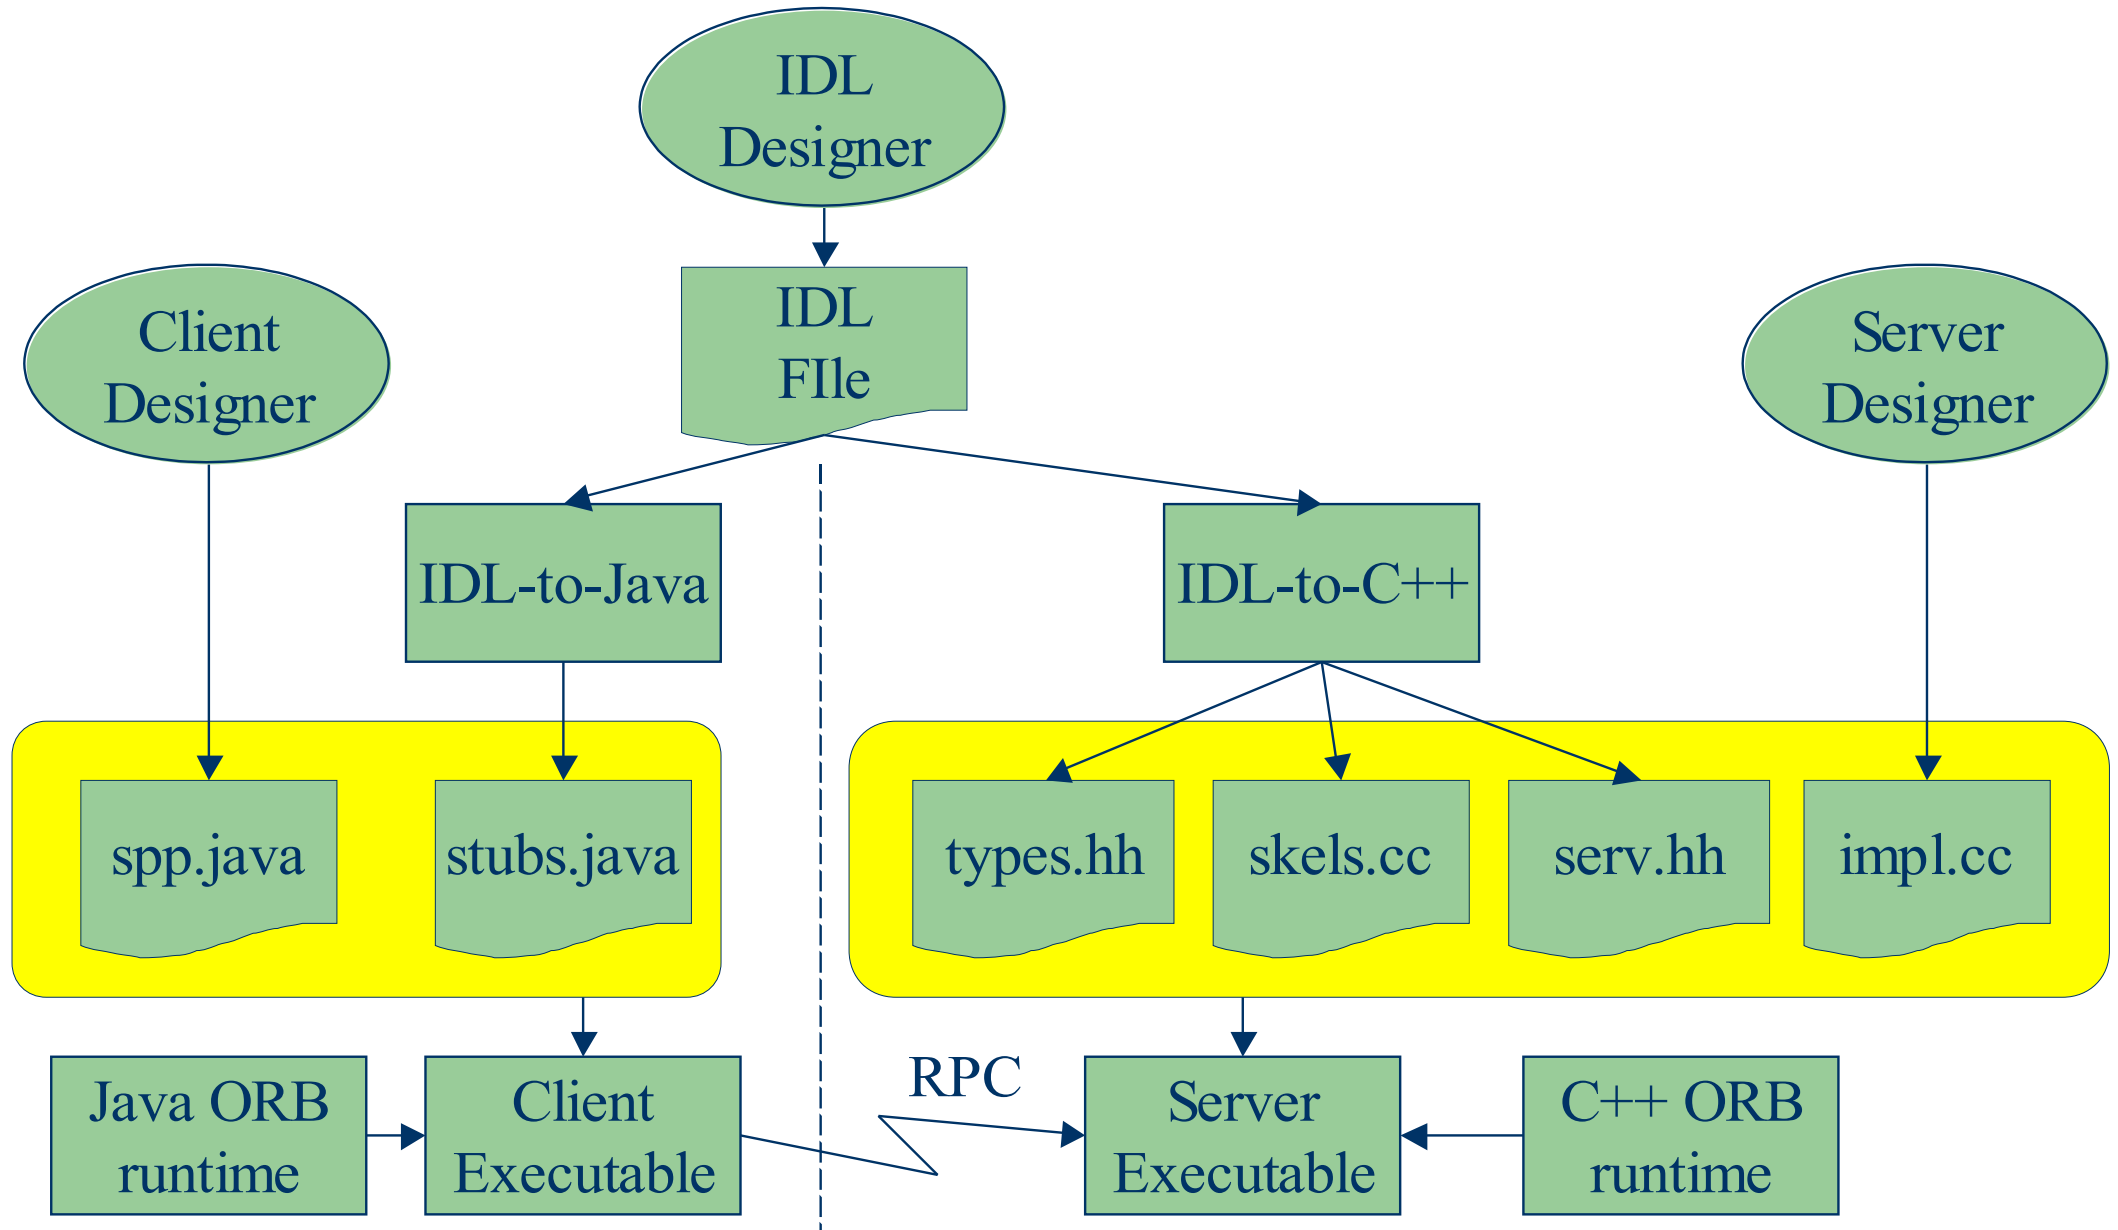 IDL
Designer
Client
Designer
IDL
FIle
Server
Designer
IDL-to-Java
IDL-to-C++
spp.java
stubs.java
types.hh
skels.cc
serv.hh
impl.cc
Java ORB
runtime
Client
Executable
RPC
Server
Executable
C++ ORB
runtime